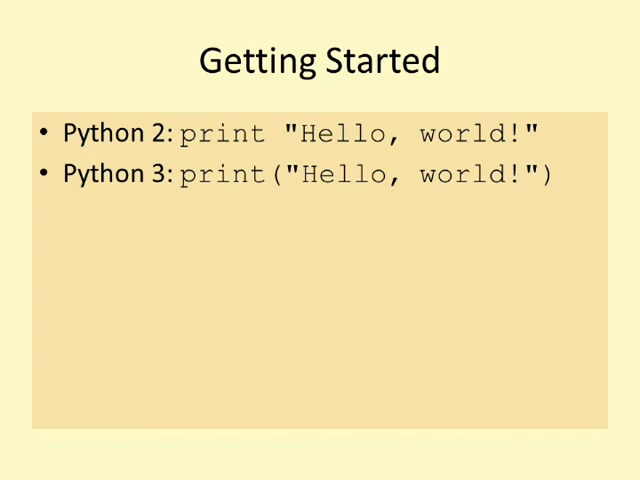 Getting Started
• Python 2: print "Hello, world!"
• Python 3: print("Hello, world!")